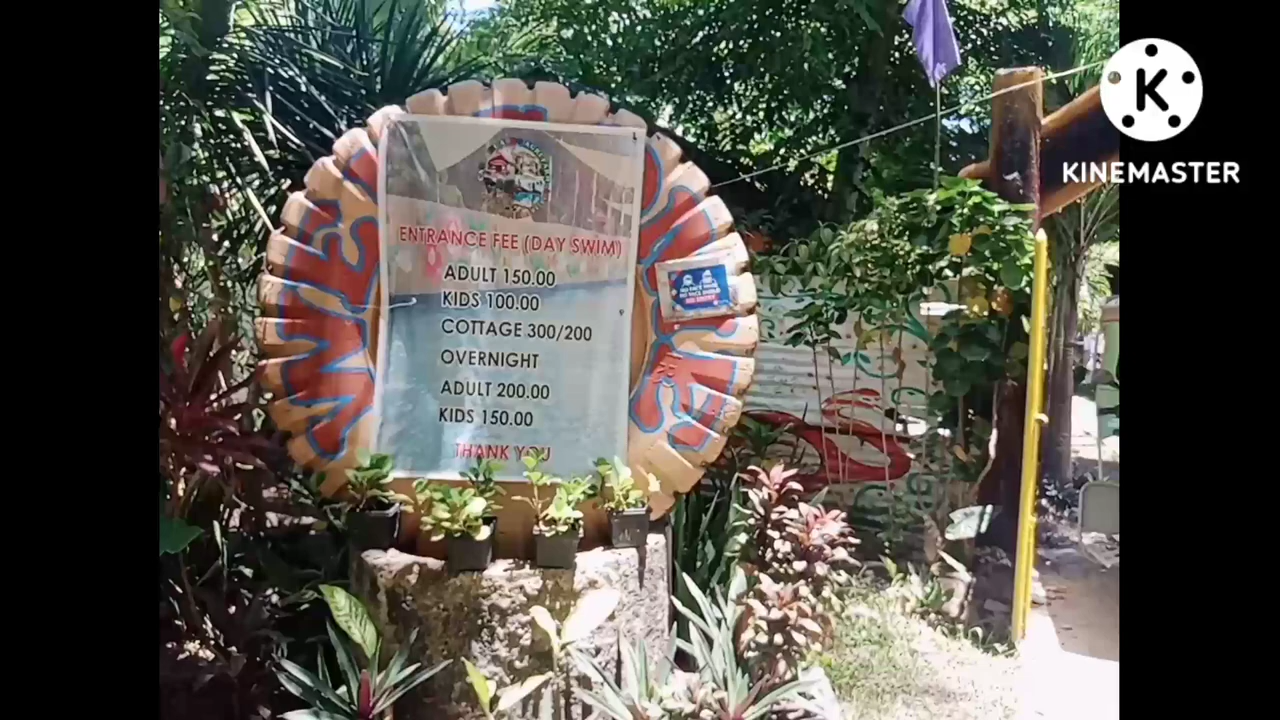 ENTRANCE FEE (DAY SWIM)
ADULT 150.00
KIDS 100.00
COTTAGE 300/200
OVERNIGHT
ADULT 200.00
KIDS 150.00
THANK YOU
K
KINEMASTER